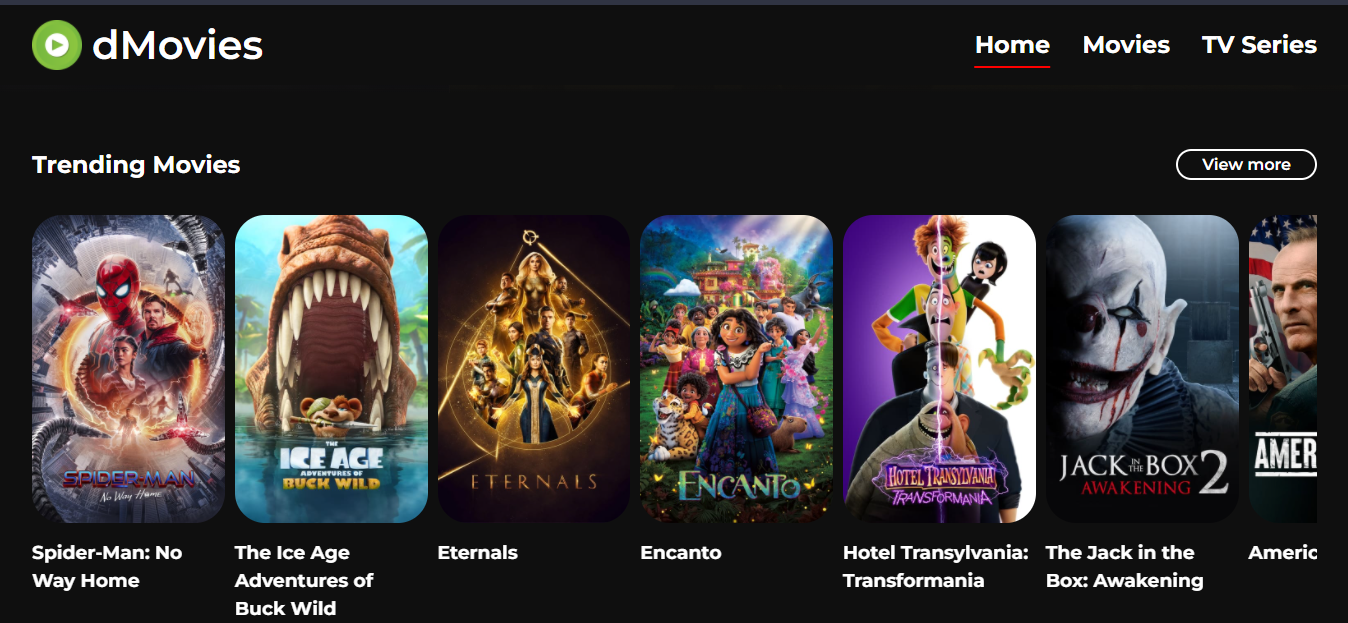 dMovies
Home Movies TV Series
Trending Movies
View more
SPIDER-MAN
No Way Home
THE
ICE AGE
ADVENTURES OF
BUCK WILD
ETERNALS
ENCANTO
HOTEL TRANSYLVANIA
TRANSFORMANIA
JACK IN THE BOX 2
AWAKENING
AMER
Spider-Man: No
Way Home
The Ice Age
Adventures of
Buck Wild
Eternals
Encanto
Hotel Transylvania:
Transformania
The Jack in the
Box: Awakening
Americ